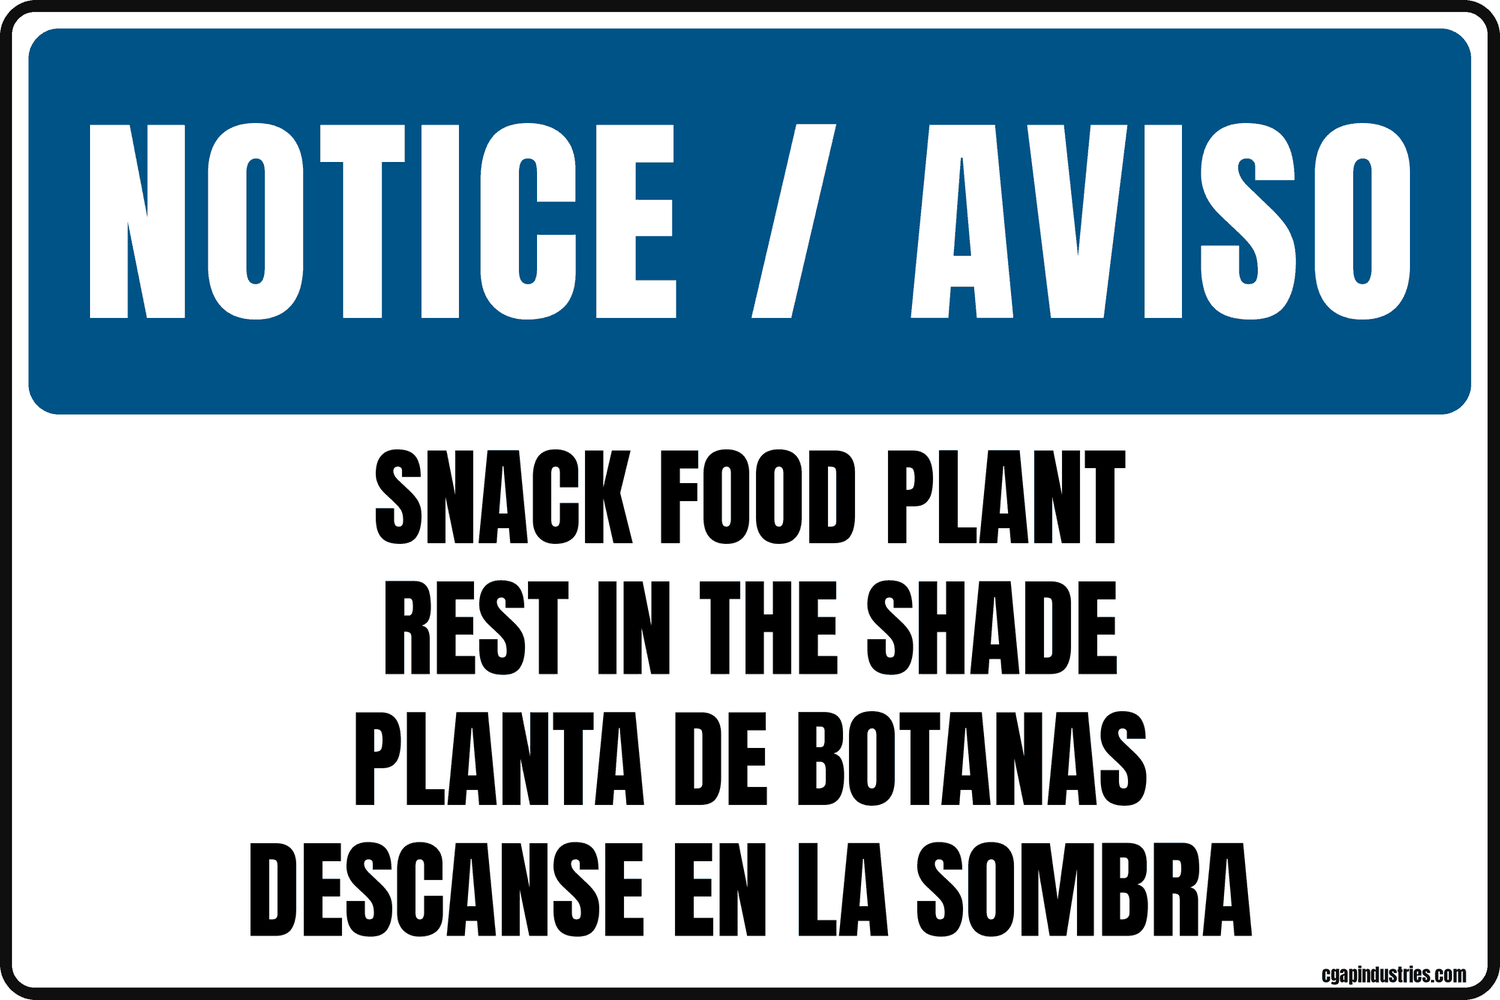 NOTICE / AVISO
SNACK FOOD PLANT
REST IN THE SHADE
PLANTA DE BOTANAS
DESCANSE EN LA SOMBRA
cgapindustries.com